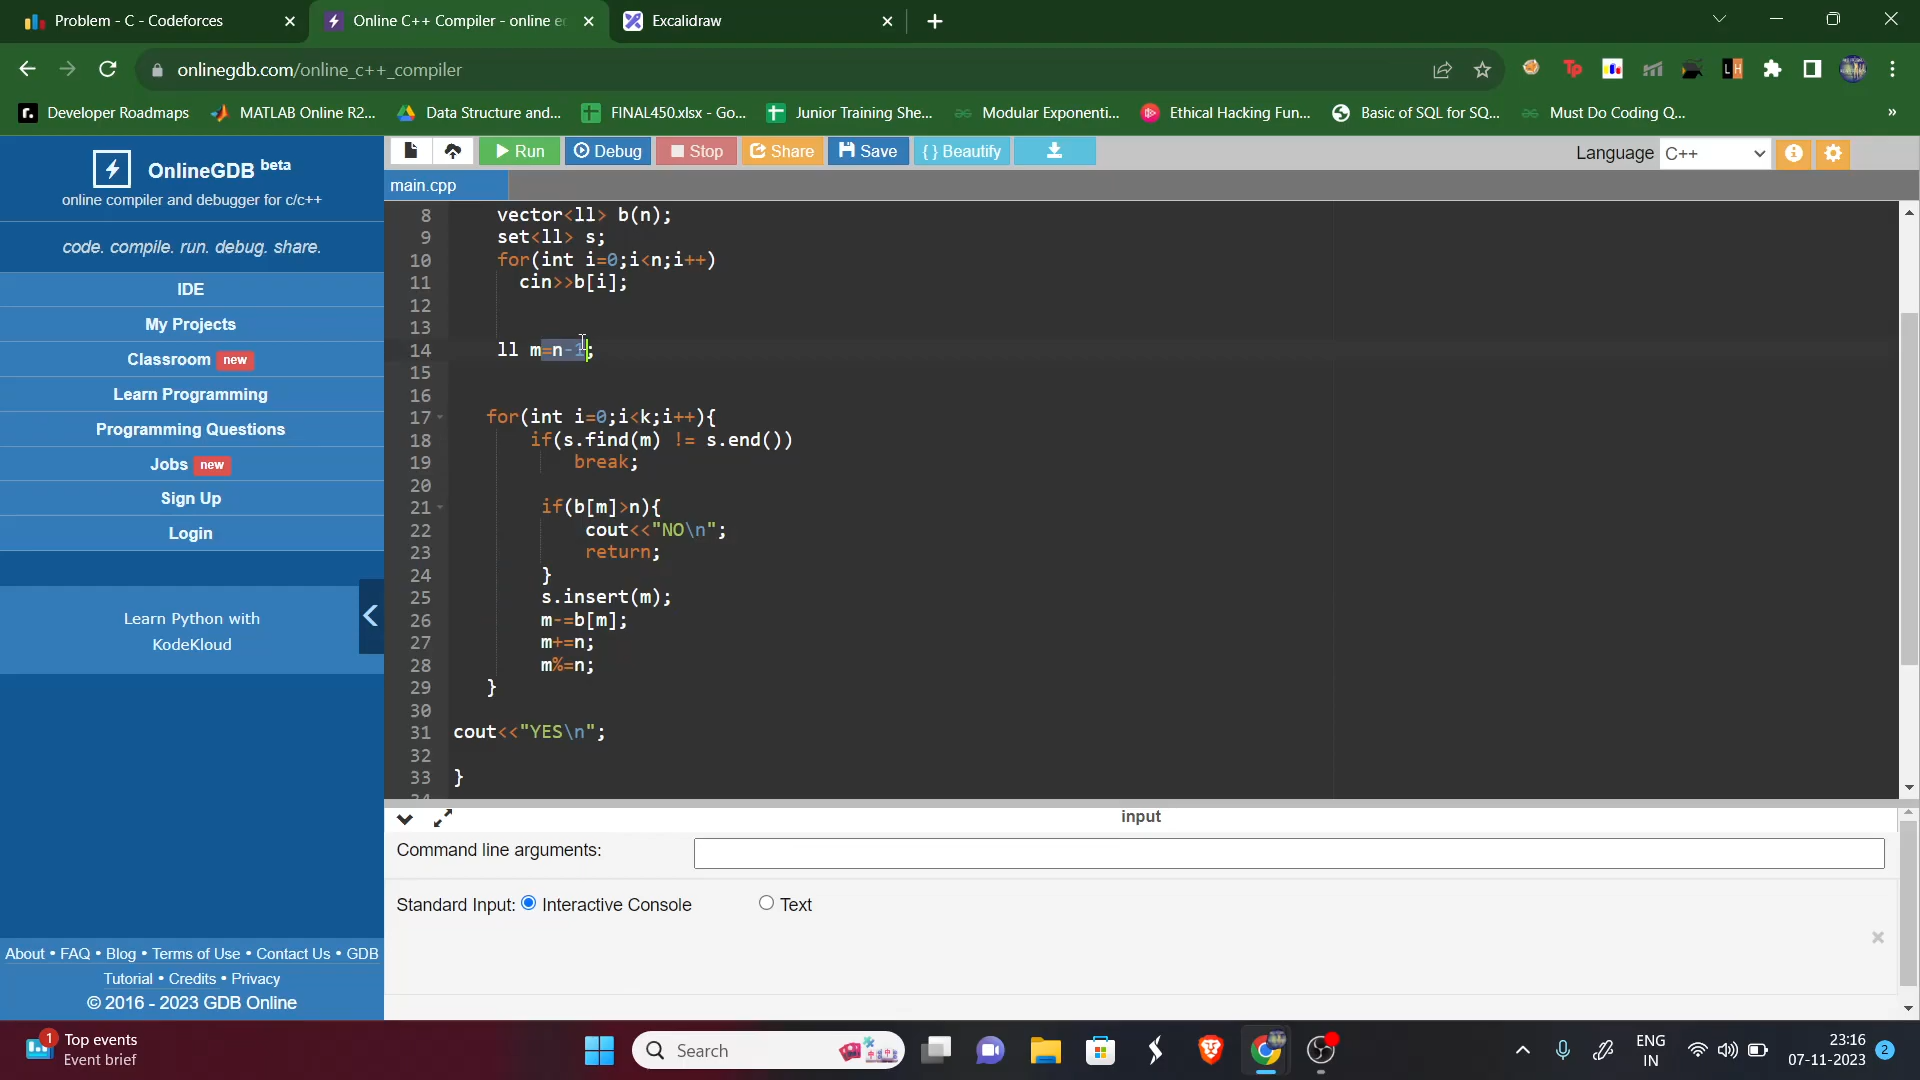 Problem - C - Codeforces
Online C++ Compiler - online e
Excalidraw
onlinegdb.com/online_c++_compiler
Developer Roadmaps
MATLAB Online R2...
Data Structure and...
FINAL450.xlsx - Go...
Junior Training She...
Modular Exponenti...
Ethical Hacking Fun...
Basic of SQL for SQ...
Must Do Coding Q...
»
OnlineGDB beta
online compiler and debugger for c/c++
code. compile. run. debug. share.
IDE
My Projects
Classroom new
Learn Programming
Programming Questions
Jobs new
Sign Up
Login
Learn Python with
KodeKloud
About • FAQ • Blog • Terms of Use • Contact Us • GDB
Tutorial • Credits • Privacy
© 2016 - 2023 GDB Online
Run
Debug
Stop
Share
Save
{ } Beautify
Language C++
main.cpp
8 vector<ll> b(n);
9 set<ll> s;
10 for(int i=0;i<n;i++)
11 cin>>b[i];
12
13
14 ll m=n-1;
15
16
17 for(int i=0;i<k;i++){
18 if(s.find(m) != s.end())
19 break;
20
21 if(b[m]>n){
22 cout<<"NO\n";
23 return;
24 }
25 s.insert(m);
26 m-=b[m];
27 m+=n;
28 m%=n;
29 }
30
31 cout<<"YES\n";
32
33 }
34
input
Command line arguments:
Standard Input: Interactive Console Text
1 Top events
Event brief
Search
ENG
IN
23:16
07-11-2023
2